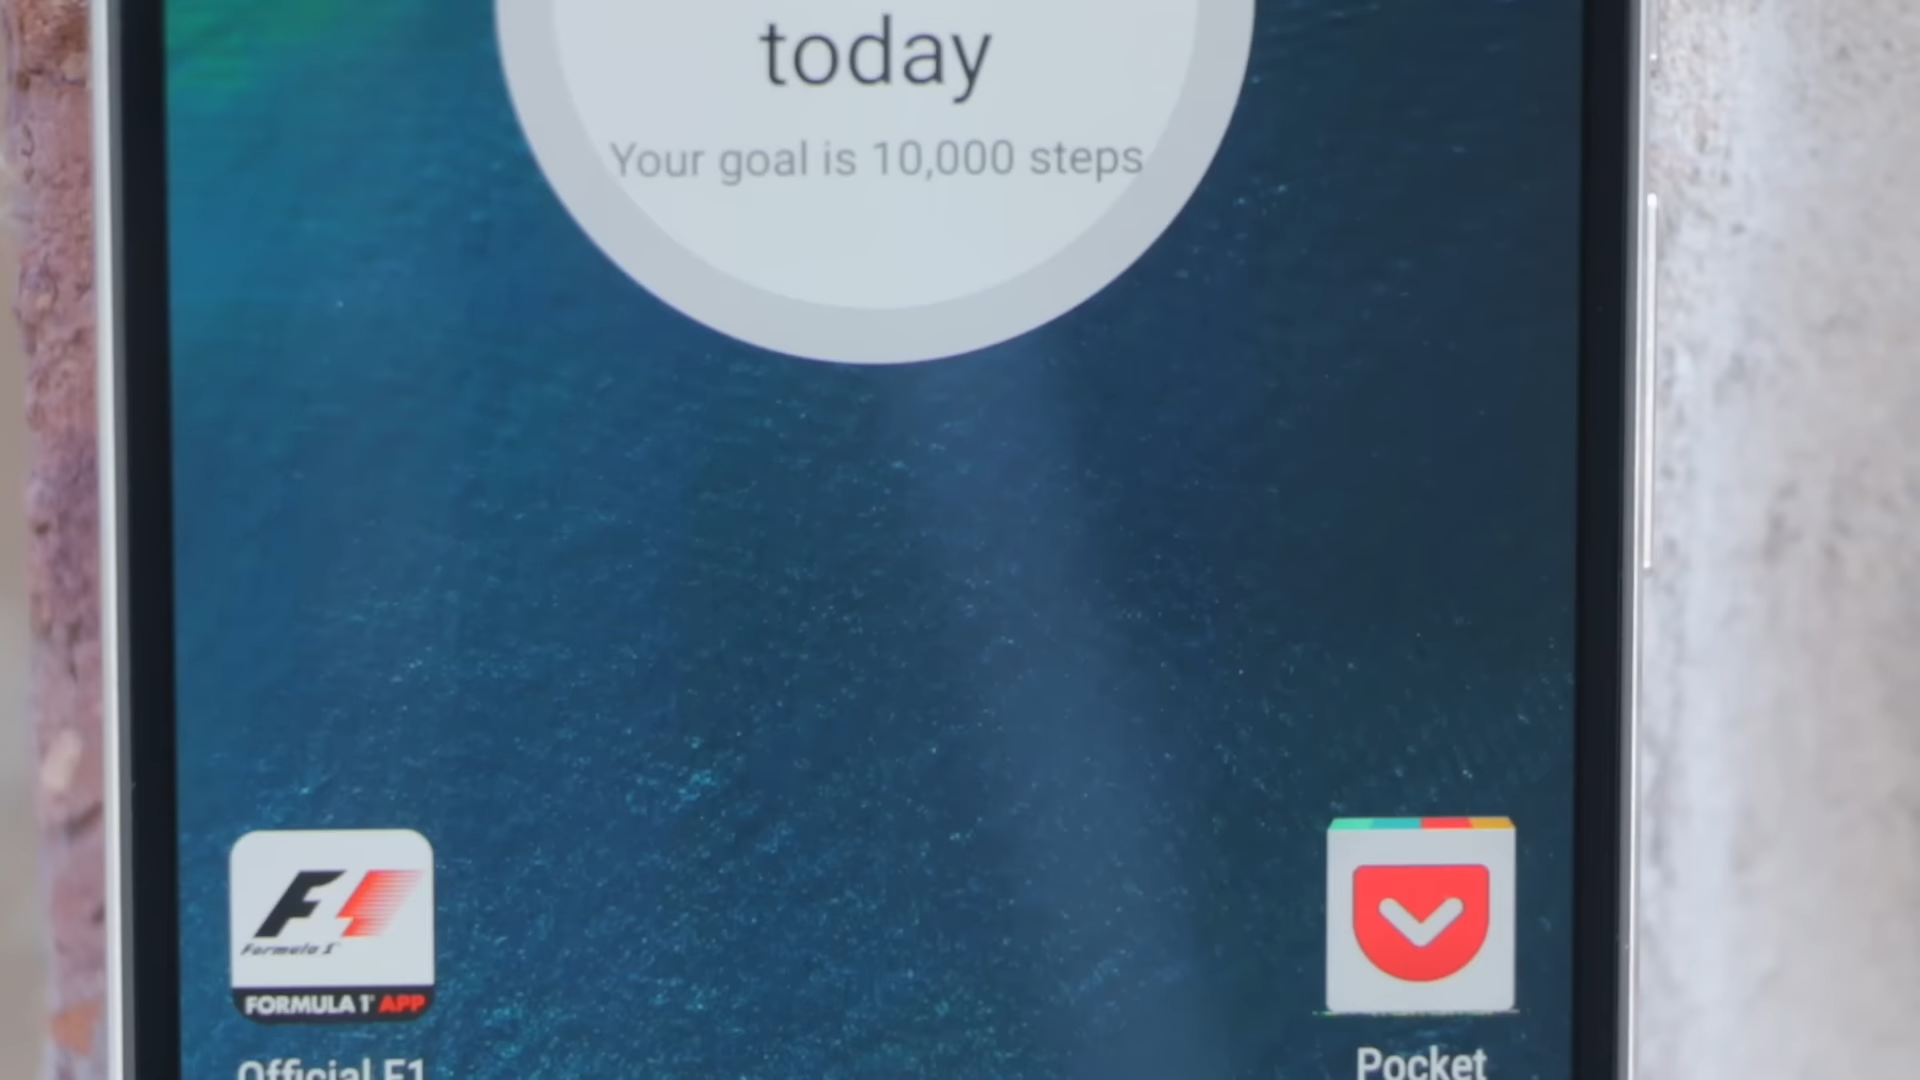 today
Your goal is 10,000 steps
F1
Formula 1
FORMULA 1 APP
Official F1
Pocket